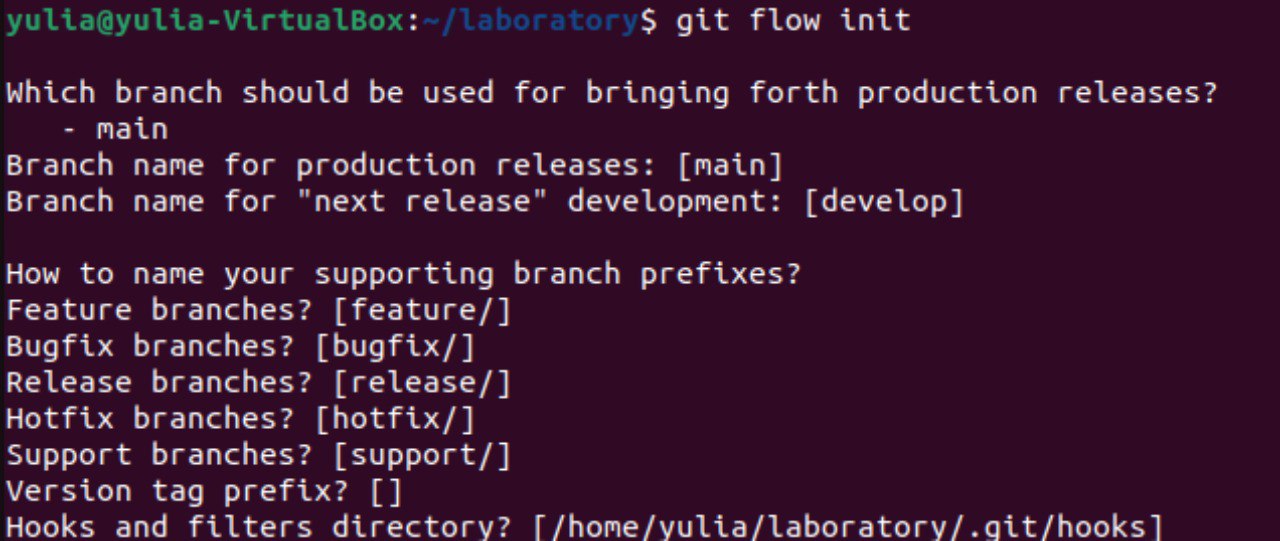 yulia@yulia-VirtualBox:~/laboratory$ git flow init
Which branch should be used for bringing forth production releases?
   - main
Branch name for production releases: [main]
Branch name for "next release" development: [develop]
How to name your supporting branch prefixes?
Feature branches? [feature/]
Bugfix branches? [bugfix/]
Release branches? [release/]
Hotfix branches? [hotfix/]
Support branches? [support/]
Version tag prefix? []
Hooks and filters directory? [/home/yulia/laboratory/.git/hooks]